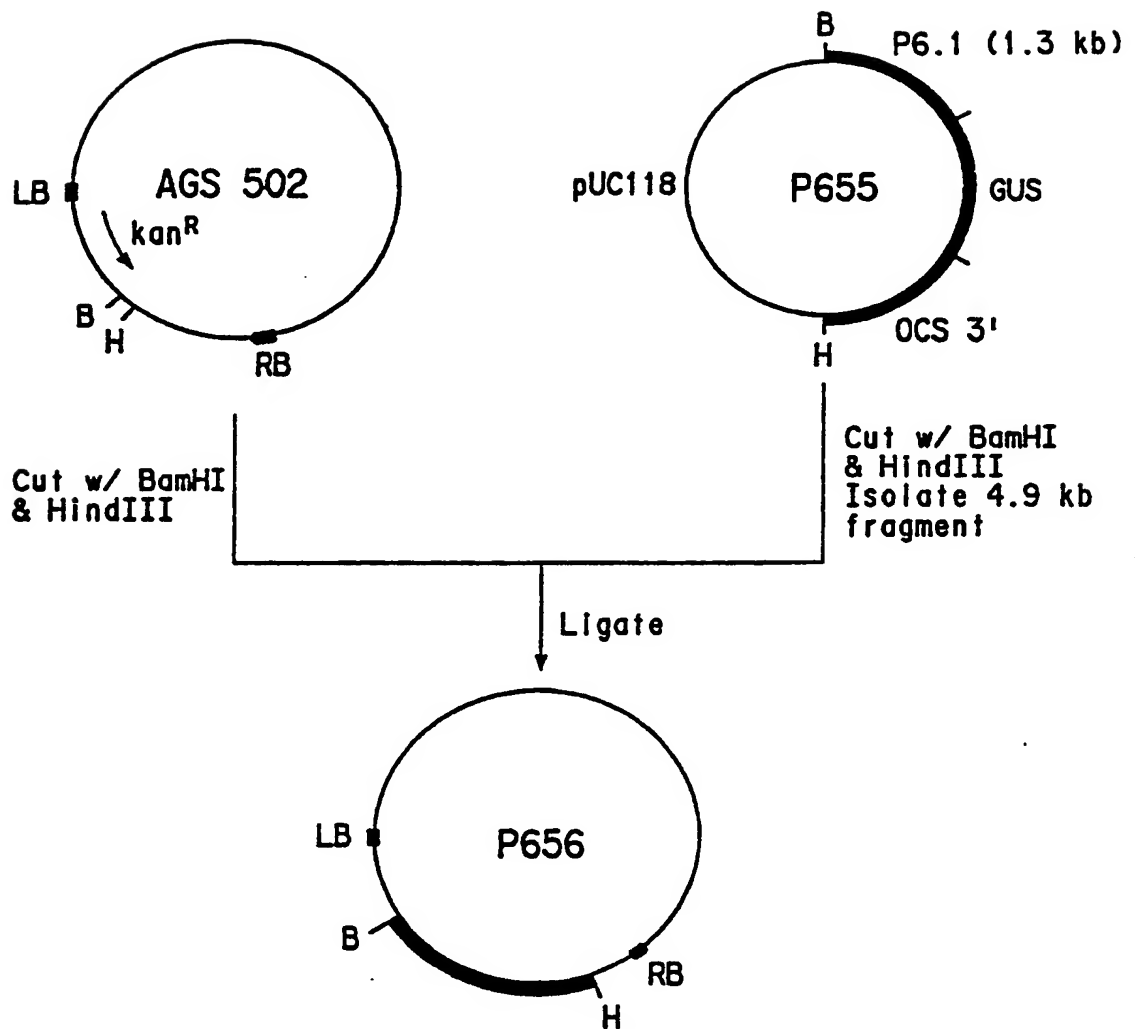 AGS 502
LB
kanR
B
H
RB
B
P6.1 (1.3 kb)
pUC118
P655
GUS
OCS 3'
H
Cut w/ BamHI
& HindIII
Cut w/ BamHI
& HindIII
Isolate 4.9 kb
fragment
Ligate
LB
P656
B
RB
H